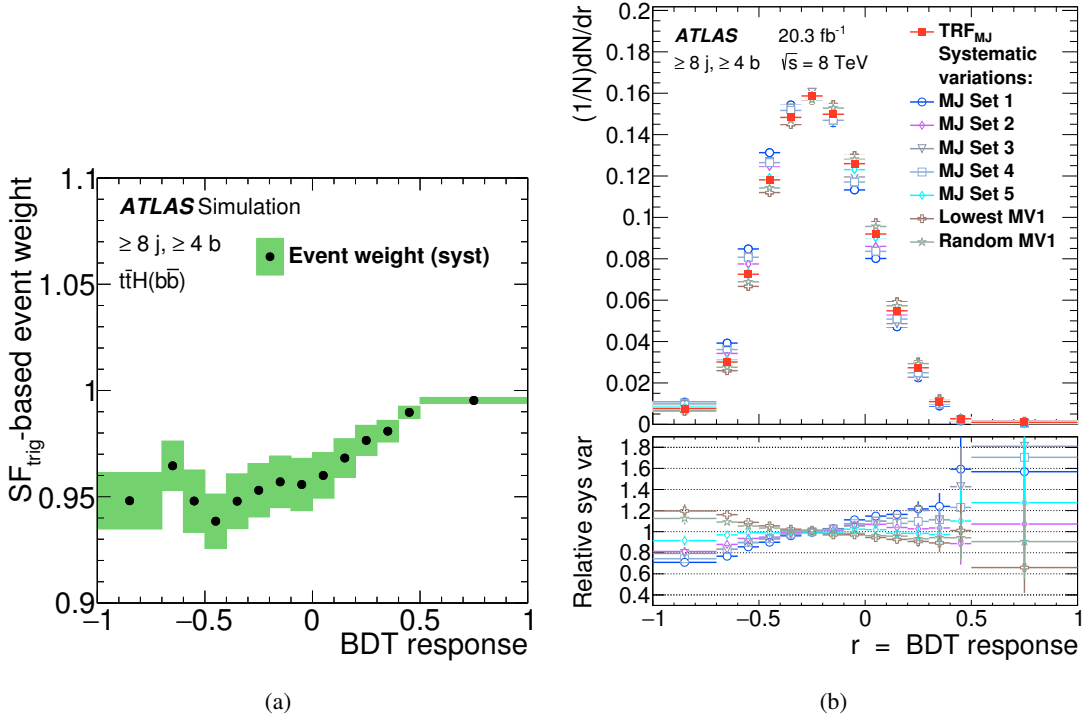 SF_trig-based event weight
1.1
1.05
1
0.95
0.9
ATLAS Simulation
≥ 8 j, ≥ 4 b
tt̄H(bb̄)
Event weight (syst)
−1 −0.5 0 0.5 1
BDT response
(a)
(1/N)dN/dr
0.2
0.18
0.16
0.14
0.12
0.1
0.08
0.06
0.04
0.02
0
ATLAS 20.3 fb⁻¹
≥ 8 j, ≥ 4 b √s = 8 TeV
TRF_MJ
Systematic
variations:
MJ Set 1
MJ Set 2
MJ Set 3
MJ Set 4
MJ Set 5
Lowest MV1
Random MV1
Relative sys var
1.8
1.6
1.4
1.2
1.0
0.8
0.6
0.4
−1 −0.5 0 0.5 1
r = BDT response
(b)